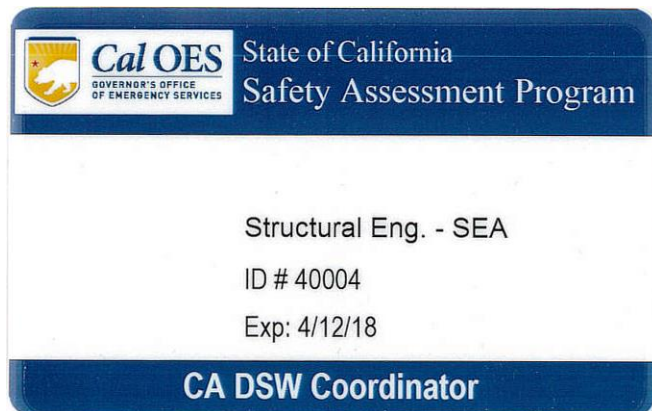 Cal OES
GOVERNOR'S OFFICE
OF EMERGENCY SERVICES
State of California
Safety Assessment Program
Structural Eng. - SEA
ID # 40004
Exp: 4/12/18
CA DSW Coordinator